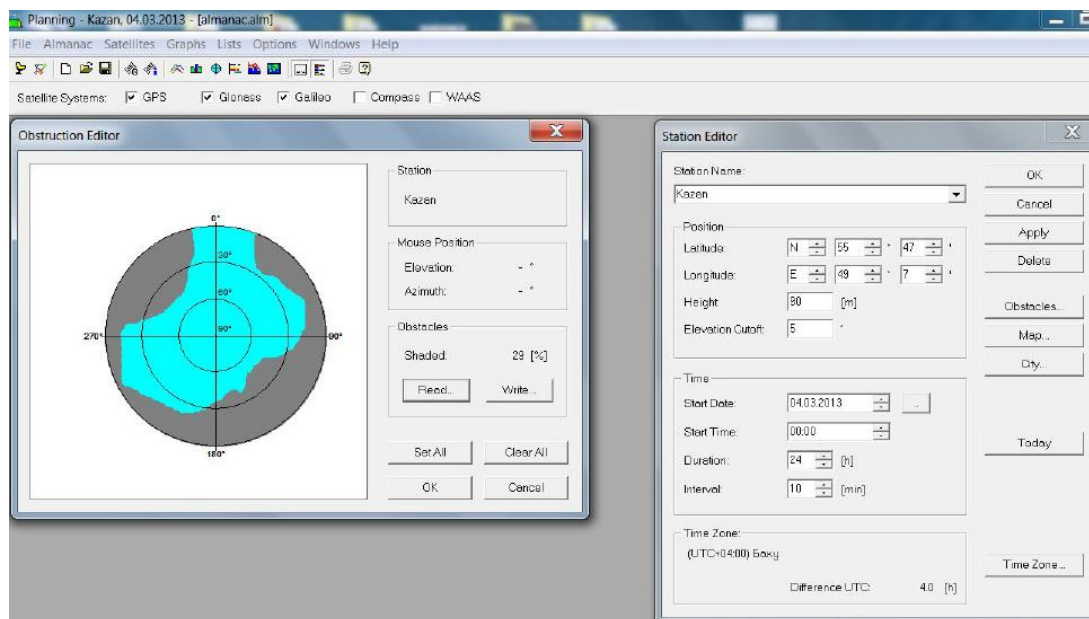 Planning - Kazan, 04.03.2013 - [almanac.alm]
File Almanac Satellites Graphs Lists Options Windows Help
Satellite Systems: GPS Glonass Galileo Compass WAAS
Obstruction Editor
0°
30°
60°
90°
270°
90°
180°
Station
Kazan
Mouse Position
Elevation: - °
Azimuth: - °
Obstacles
Shaded: 29 [%]
Read... Write...
Set All Clear All
OK Cancel
Station Editor
Station Name:
Kazan
Position
Latitude: N 55 ° 47 '
Longitude: E 49 ° 7 '
Height 90 [m]
Elevation Cutoff: 5 °
Time
Start Date: 04.03.2013 ..
Start Time: 00:00
Duration: 24 [h]
Interval: 10 [min]
Time Zone:
(UTC+04:00) Баку
Difference UTC: 4.0 [h]
OK
Cancel
Apply
Delete
Obstacles...
Map...
City...
Today
Time Zone...